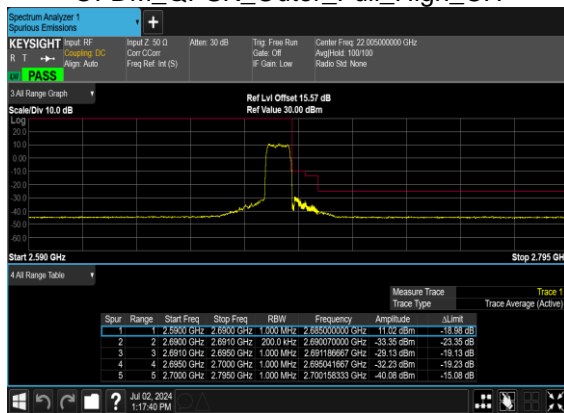 Spectrum Analyzer 1
Spurious Emissions
+
KEYSIGHT Input: RF Input Z: 50 Ω Atten: 30 dB Trig: Free Run Center Freq: 22.005000000 GHz
R T Coupling: DC Corr CCorr Gate: Off Avg|Hold: 100/100
Align: Auto Freq Ref: Int (S) IF Gain: Low Radio Std: None
PASS
3 All Range Graph
Ref Lvl Offset 15.57 dB
Scale/Div 10.0 dB Ref Value 30.00 dBm
Log
20.0
10.0
0.00
-10.0
-20.0
-30.0
-40.0
-50.0
-60.0
Start 2.590 GHz Stop 2.795 GH
4 All Range Table
Measure Trace Trace 1
Trace Type Trace Average (Active)
Spur Range Start Freq Stop Freq RBW Frequency Amplitude ΔLimit
1 1 2.5900 GHz 2.6900 GHz 1.000 MHz 2.685000000 GHz 11.02 dBm -18.98 dB
2 2 2.6900 GHz 2.6910 GHz 200.0 kHz 2.690070000 GHz -33.35 dBm -23.35 dB
3 3 2.6910 GHz 2.6950 GHz 1.000 MHz 2.691186667 GHz -29.13 dBm -19.13 dB
4 4 2.6950 GHz 2.7000 GHz 1.000 MHz 2.695041667 GHz -32.23 dBm -19.23 dB
5 5 2.7000 GHz 2.7950 GHz 1.000 MHz 2.700158333 GHz -40.08 dBm -15.08 dB
?
Jul 02, 2024
1:17:40 PM